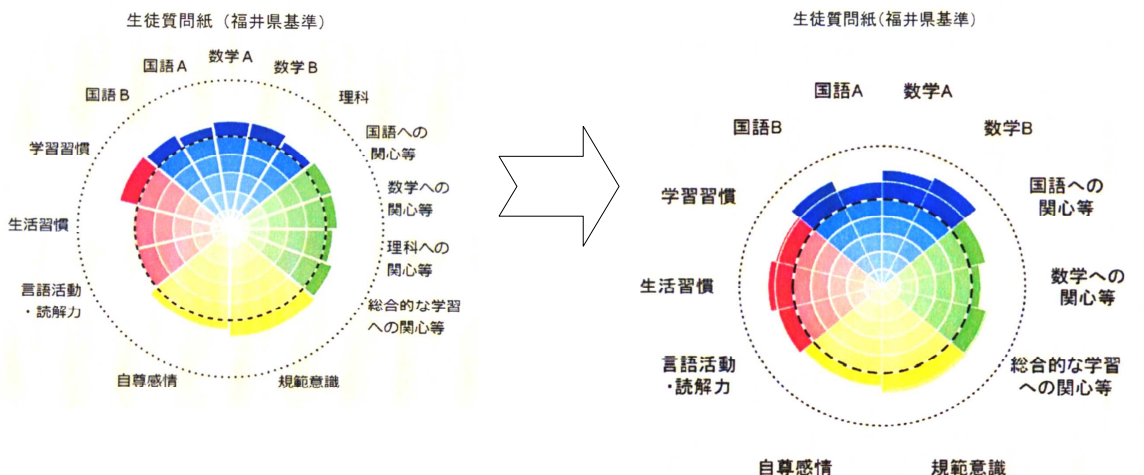 生徒質問紙（福井県基準）
数学A
国語A
数学B
国語B
理科
学習習慣
国語への
関心等
数学への
関心等
生活習慣
理科への
関心等
言語活動
・読解力
総合的な学習
への関心等
自尊感情
規範意識
生徒質問紙(福井県基準)
国語A
数学A
国語B
数学B
学習習慣
国語への
関心等
生活習慣
数学への
関心等
言語活動
・読解力
総合的な学習
への関心等
自尊感情
規範意識